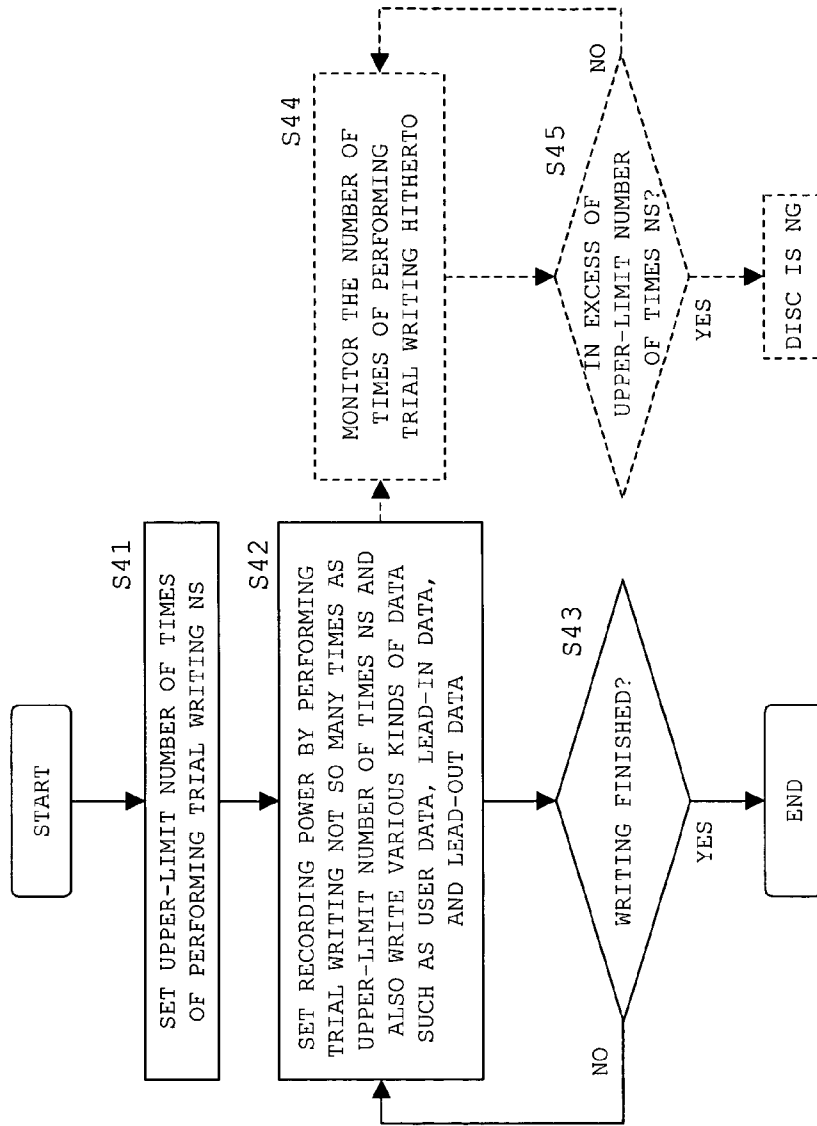 START
S41
SET UPPER-LIMIT NUMBER OF TIMES
OF PERFORMING TRIAL WRITING NS
S42
SET RECORDING POWER BY PERFORMING
TRIAL WRITING NOT SO MANY TIMES AS
UPPER-LIMIT NUMBER OF TIMES NS AND
ALSO WRITE VARIOUS KINDS OF DATA
SUCH AS USER DATA, LEAD-IN DATA,
AND LEAD-OUT DATA
S43
WRITING FINISHED?
NO
YES
END
S44
MONITOR THE NUMBER OF
TIMES OF PERFORMING
TRIAL WRITING HITHERTO
S45
IN EXCESS OF
UPPER-LIMIT NUMBER
OF TIMES NS?
NO
YES
DISC IS NG